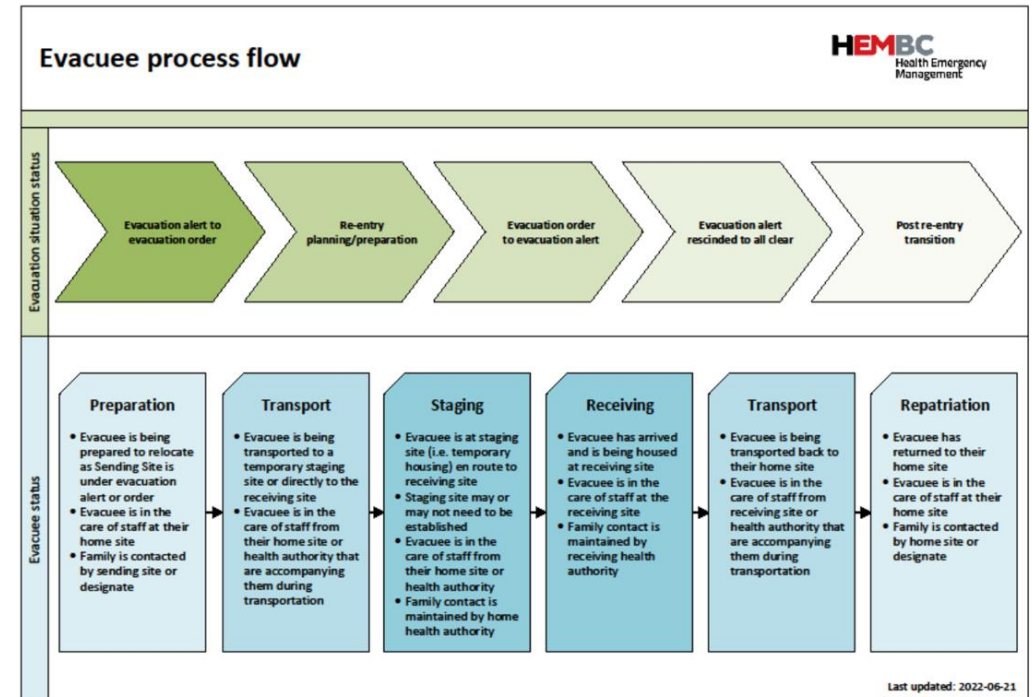 Evacuee process flow
HEMBC
Health Emergency
Management
Evacuation situation status
Evacuation alert to
evacuation order
Re-entry
planning/preparation
Evacuation order
to evacuation alert
Evacuation alert
rescinded to all clear
Post re-entry
transition
Evacuee status
Preparation
• Evacuee is being
prepared to relocate
as Sending Site is
under evacuation
alert or order
• Evacuee is in the
care of staff at their
home site
• Family is contacted
by sending site or
designate
Transport
• Evacuee is being
transported to a
temporary staging
site or directly to the
receiving site
• Evacuee is in the
care of staff from
their home site or
health authority that
are accompanying
them during
transportation
Staging
• Evacuee is at staging
site (i.e. temporary
housing) en route to
receiving site
• Staging site may or
may not need to be
established
• Evacuee is in the
care of staff from
their home site or
health authority
• Family contact is
maintained by home
health authority
Receiving
• Evacuee has arrived
and is being housed
at receiving site
• Evacuee is in the
care of staff at the
receiving site
• Family contact is
maintained by
receiving health
authority
Transport
• Evacuee is being
transported back to
their home site
• Evacuee is in the
care of staff from
receiving site or
health authority that
are accompanying
them during
transportation
Repatriation
• Evacuee has
returned to their
home site
• Evacuee is in the
care of staff at their
home site
• Family is contacted
by home site or
designate
Last updated: 2022-06-21